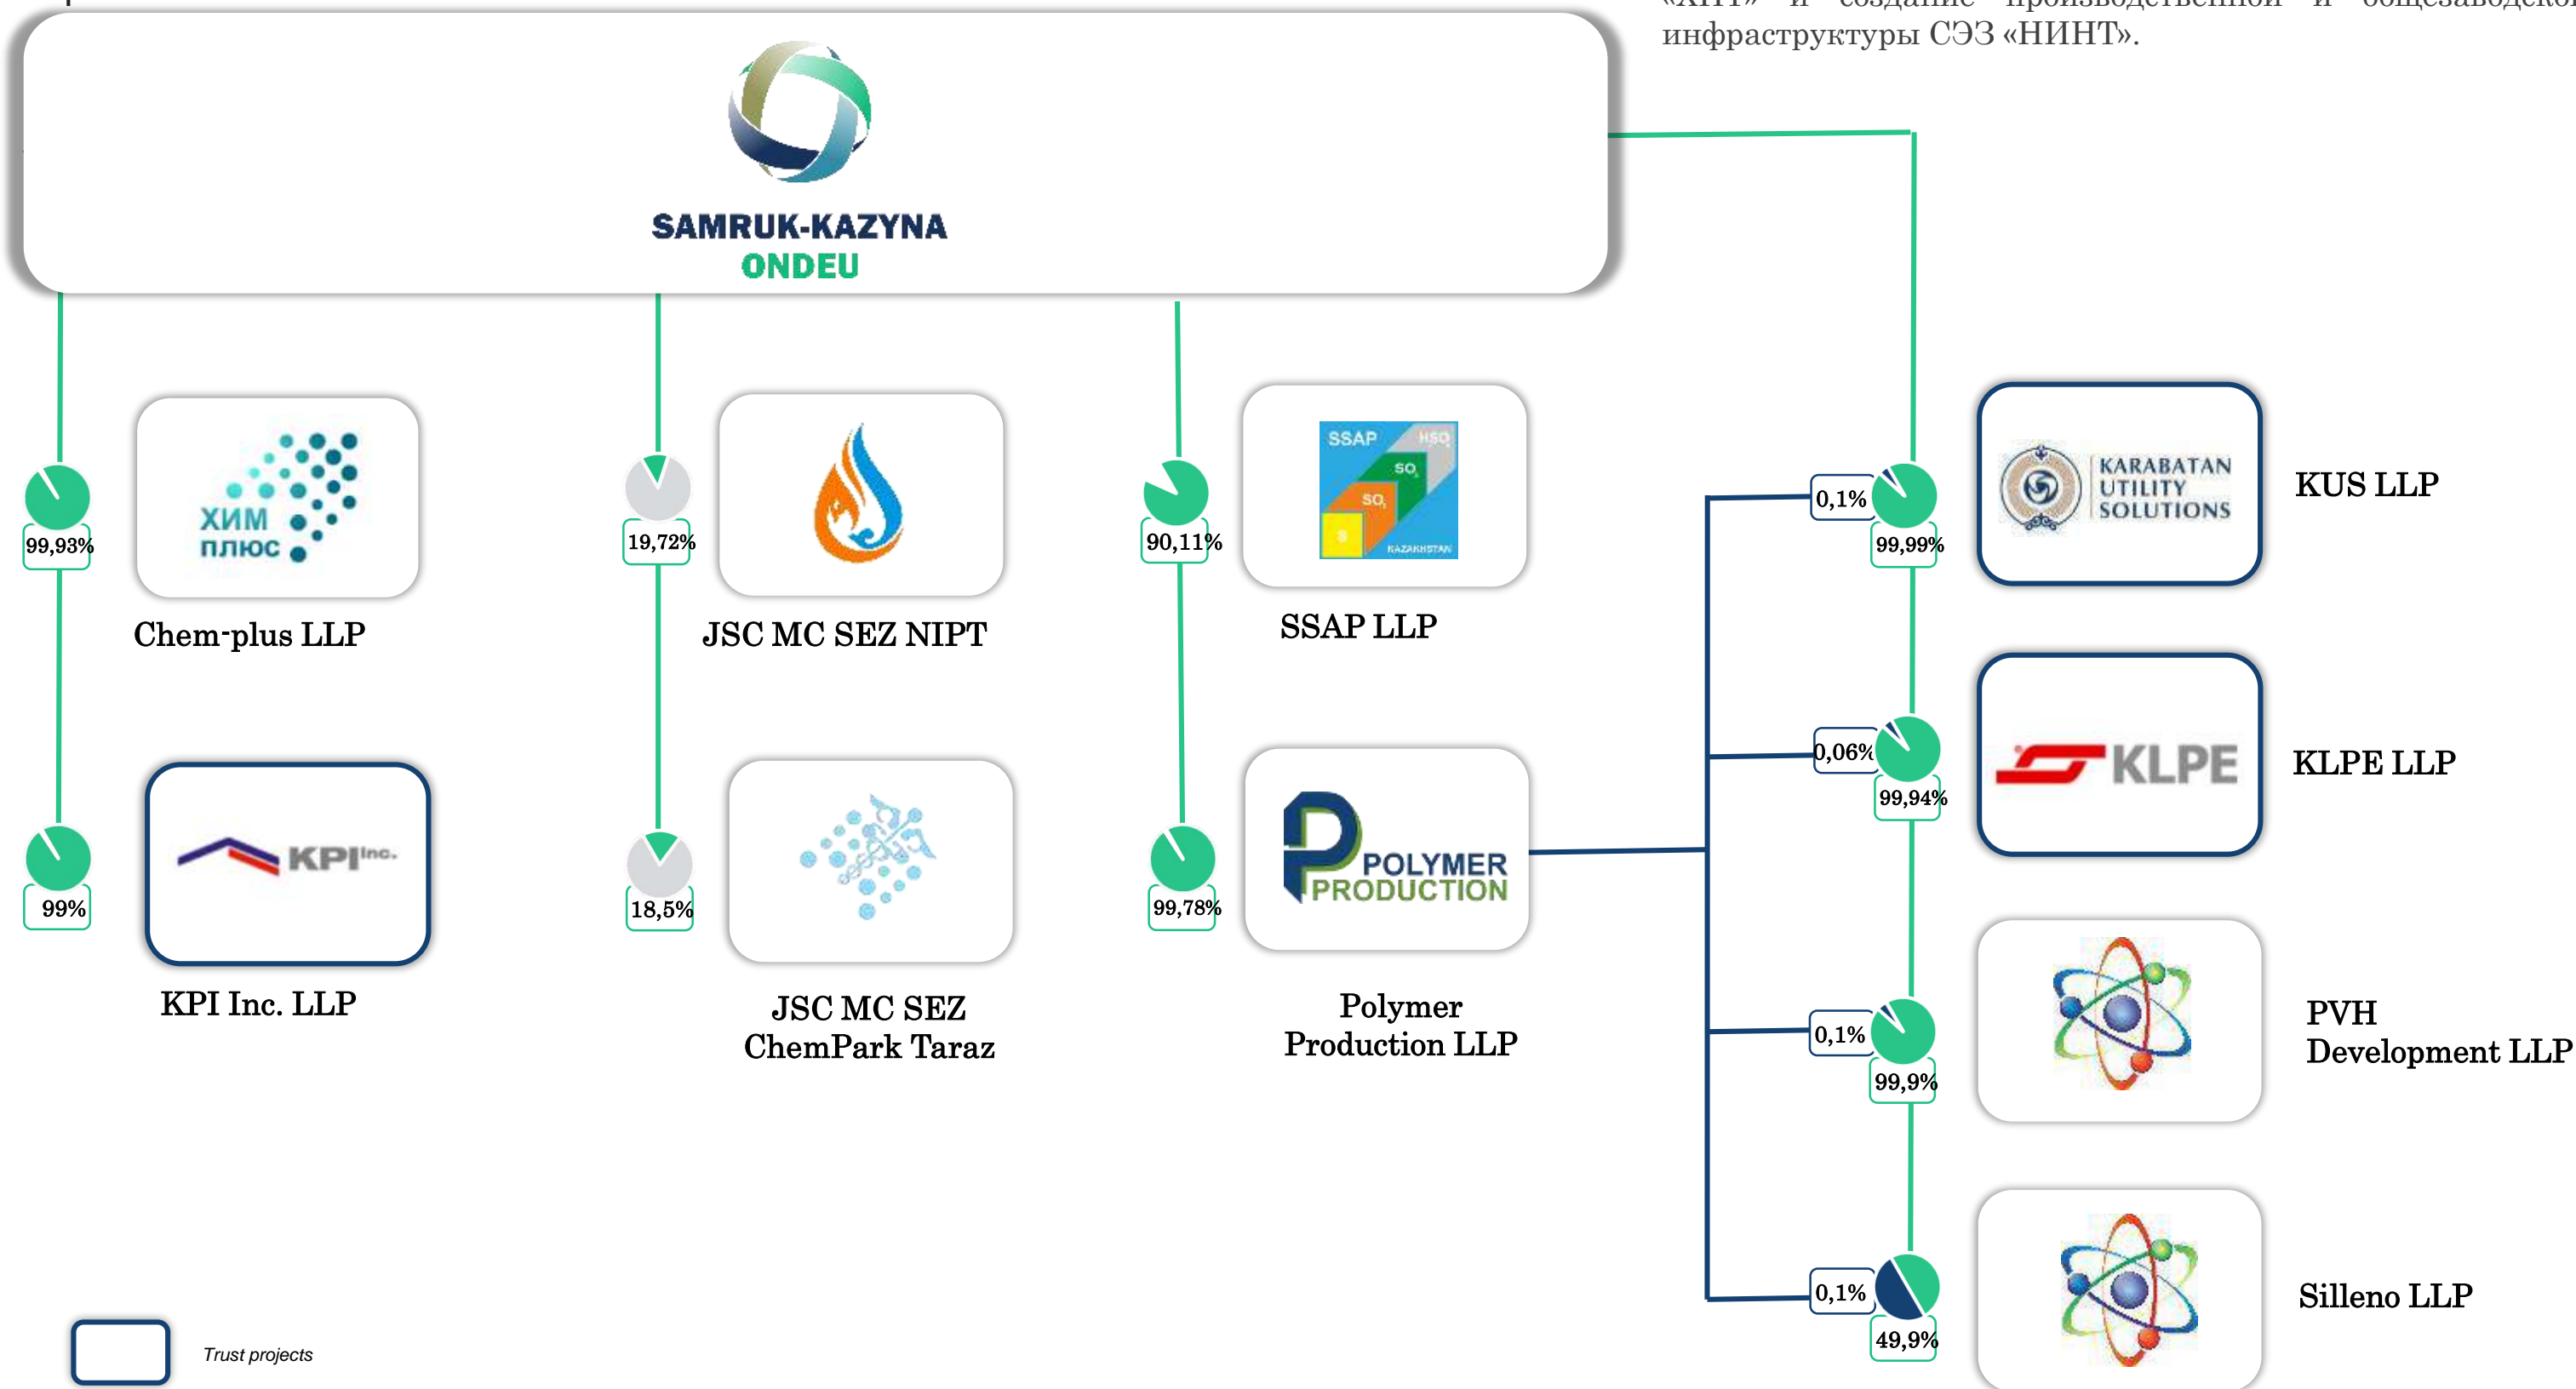 инфраструктуры СЭЗ «НИНТ».
SAMRUK-KAZYNA
ONDEU
ХИМ
ПЛЮС
99,93%
Chem-plus LLP
19,72%
JSC MC SEZ NIPT
SSAP
SO
SO
S
KAZAKHSTAN
90,11%
SSAP LLP
0,1%
99,99%
KARABATAN
UTILITY
SOLUTIONS
KUS LLP
0,06%
99,94%
KLPE
KLPE LLP
99%
KPI Inc.
KPI Inc. LLP
18,5%
JSC MC SEZ
ChemPark Taraz
99,78%
POLYMER
PRODUCTION
Polymer
Production LLP
0,1%
99,9%
PVH
Development LLP
0,1%
49,9%
Silleno LLP
Trust projects